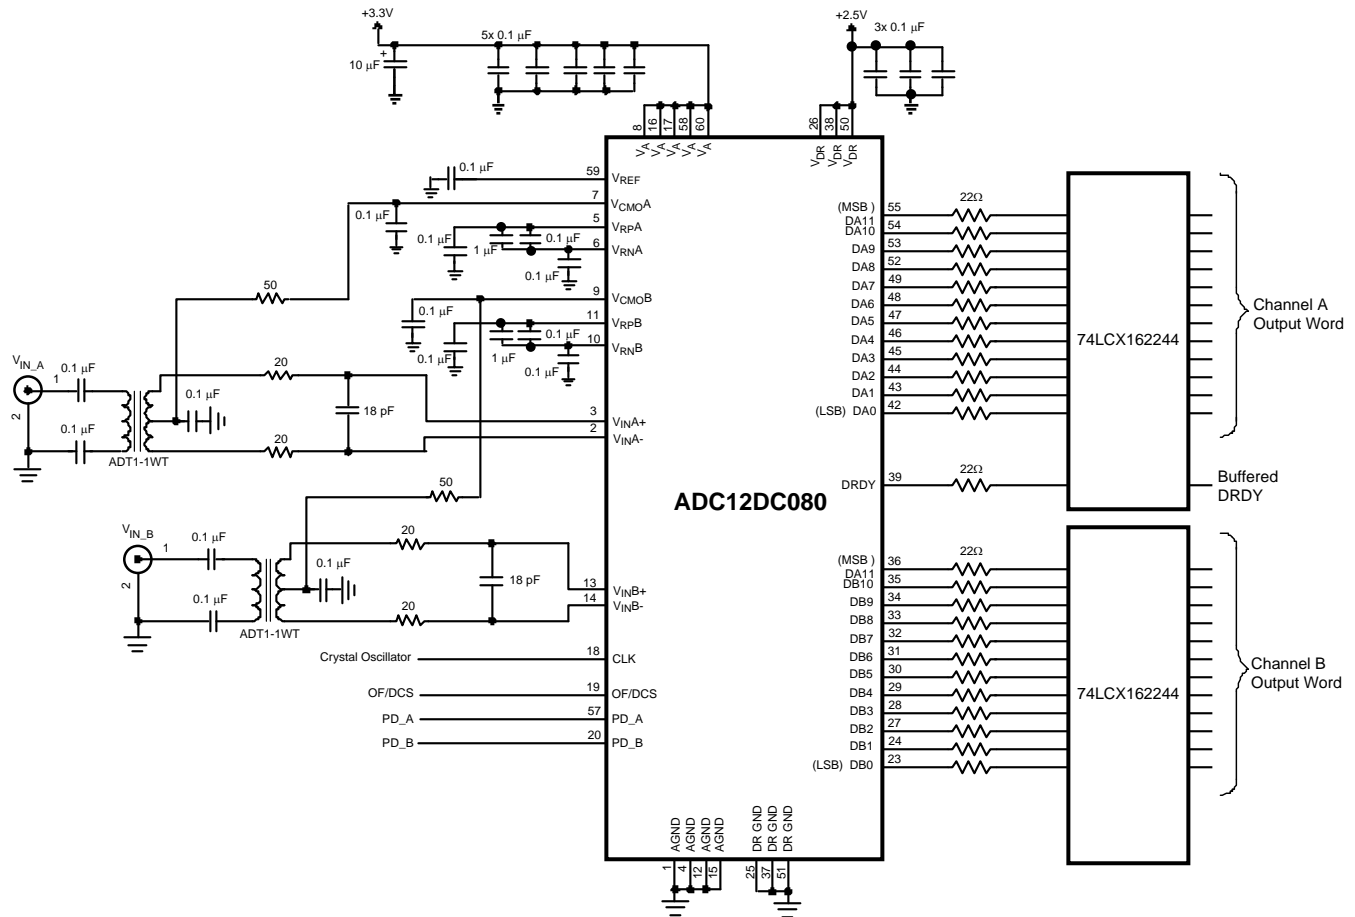 +3.3V
5x 0.1 μF
10 μF
+
+2.5V
3x 0.1 μF
8
16
17
58
60
VA
VA
VA
VA
VA
26
38
50
VDR
VDR
VDR
0.1 μF
59
VREF
7
VCMOA
0.1 μF
5
VRPA
0.1 μF
1 μF
0.1 μF
6
VRNA
0.1 μF
50
9
VCMOB
0.1 μF
11
VRPB
0.1 μF
1 μF
0.1 μF
10
VRNB
0.1 μF
VIN_A
1
2
0.1 μF
0.1 μF
ADT1-1WT
0.1 μF
20
20
18 pF
3
VINA+
2
VINA-
50
VIN_B
1
2
0.1 μF
0.1 μF
ADT1-1WT
0.1 μF
20
20
18 pF
13
VINB+
14
VINB-
Crystal Oscillator
18
CLK
OF/DCS
19
OF/DCS
PD_A
57
PD_A
PD_B
20
PD_B
ADC12DC080
AGND
AGND
AGND
AGND
1
4
12
15
DR GND
DR GND
DR GND
25
37
51
(MSB )
DA11
55
22Ω
DA10
54
DA9
53
DA8
52
DA7
49
DA6
48
DA5
47
DA4
46
DA3
45
DA2
44
DA1
43
(LSB) DA0
42
DRDY
39
22Ω
74LCX162244
Channel A
Output Word
Buffered
DRDY
(MSB )
DA11
36
22Ω
DB10
35
DB9
34
DB8
33
DB7
32
DB6
31
DB5
30
DB4
29
DB3
28
DB2
27
DB1
24
(LSB) DB0
23
74LCX162244
Channel B
Output Word